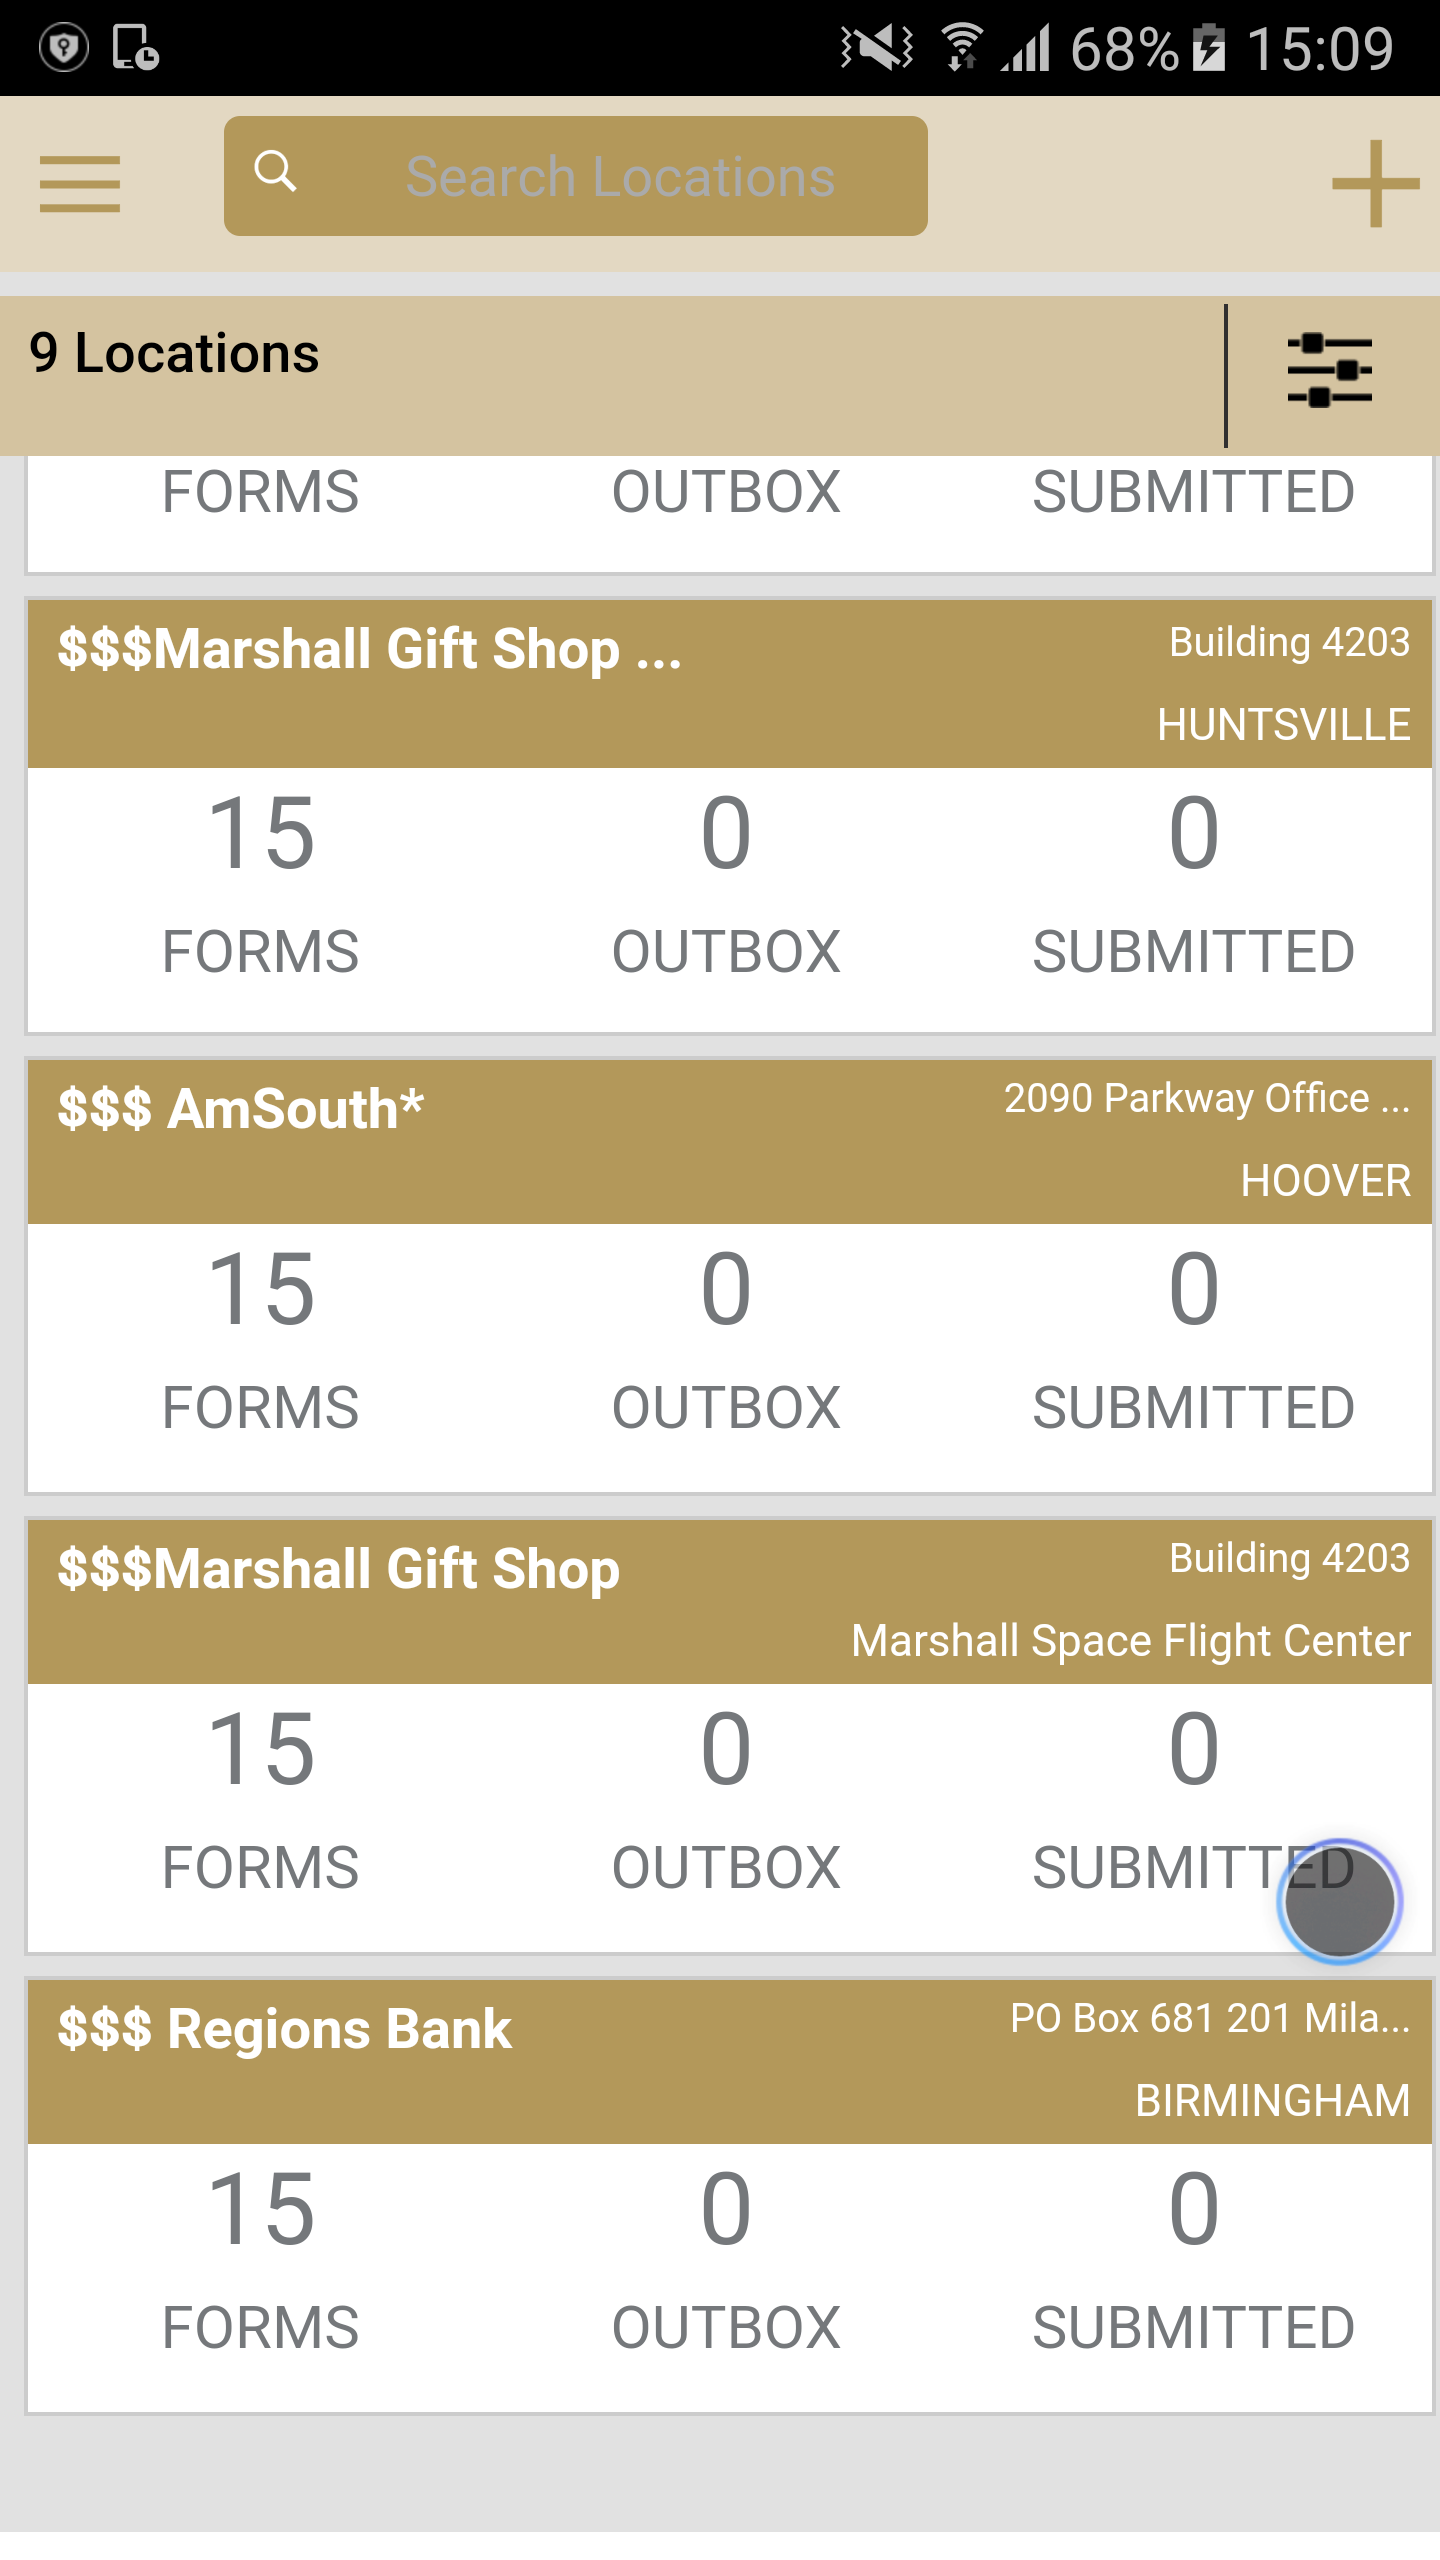 68% 15:09
Search Locations
9 Locations
FORMS OUTBOX SUBMITTED
$$$Marshall Gift Shop ... Building 4203
HUNTSVILLE
15 0 0
FORMS OUTBOX SUBMITTED
$$$ AmSouth* 2090 Parkway Office ...
HOOVER
15 0 0
FORMS OUTBOX SUBMITTED
$$$Marshall Gift Shop Building 4203
Marshall Space Flight Center
15 0 0
FORMS OUTBOX SUBMITTED
$$$ Regions Bank PO Box 681 201 Mila...
BIRMINGHAM
15 0 0
FORMS OUTBOX SUBMITTED